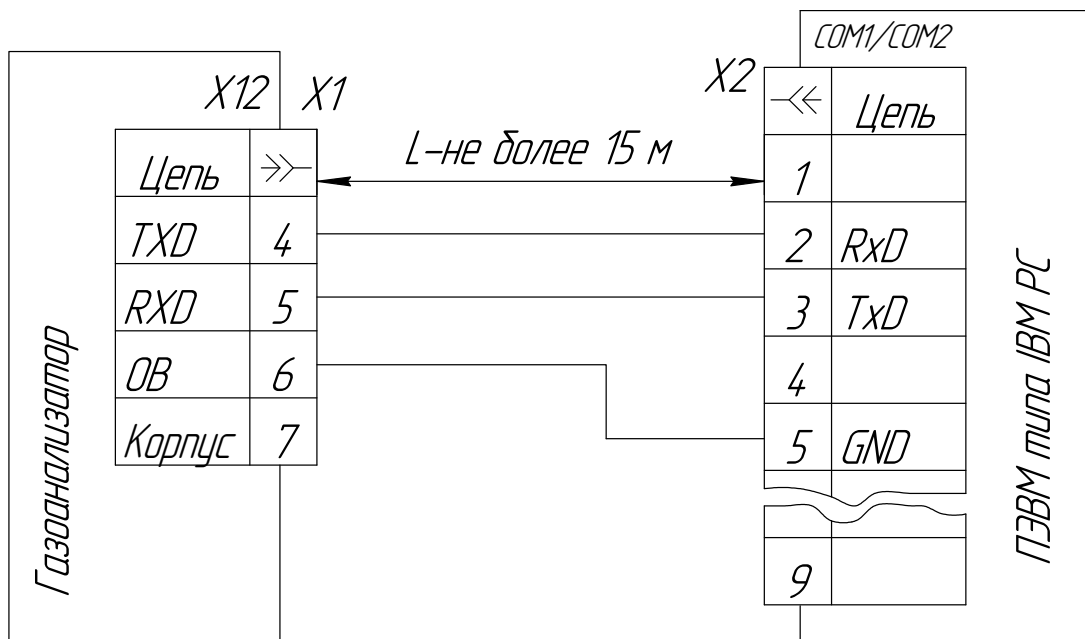 COM1/COM2
X12 X1
X2
Цепь
L-не более 15 м
Цепь
1
TXD 4
2 RxD
RXD 5
3 TxD
0В 6
4
Корпус 7
5 GND
9
Газоанализатор
ПЭВМ типа IBM PC